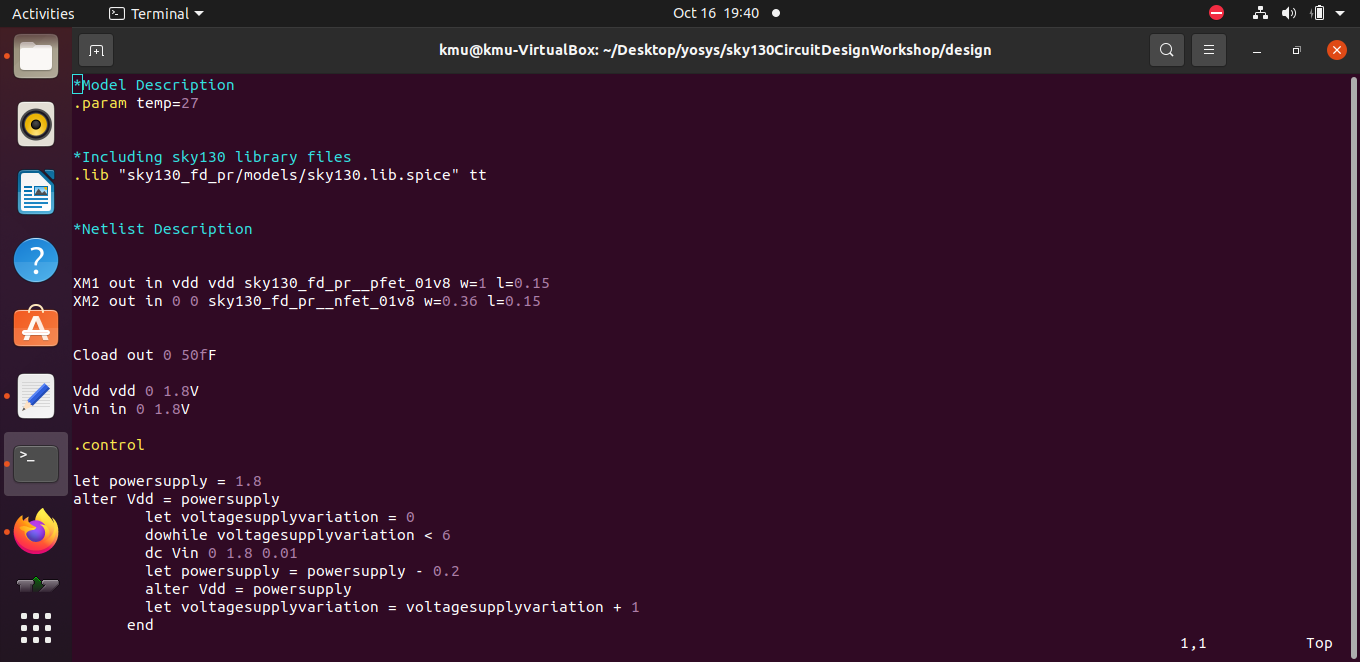 Activities
Terminal
Oct 16 19:40
kmu@kmu-VirtualBox: ~/Desktop/yosys/sky130CircuitDesignWorkshop/design
*Model Description
.param temp=27
*Including sky130 library files
.lib "sky130_fd_pr/models/sky130.lib.spice" tt
*Netlist Description
XM1 out in vdd vdd sky130_fd_pr__pfet_01v8 w=1 l=0.15
XM2 out in 0 0 sky130_fd_pr__nfet_01v8 w=0.36 l=0.15
Cload out 0 50fF
Vdd vdd 0 1.8V
Vin in 0 1.8V
.control
let powersupply = 1.8
alter Vdd = powersupply
let voltagesupplyvariation = 0
dowhile voltagesupplyvariation < 6
dc Vin 0 1.8 0.01
let powersupply = powersupply - 0.2
alter Vdd = powersupply
let voltagesupplyvariation = voltagesupplyvariation + 1
end
1,1 Top